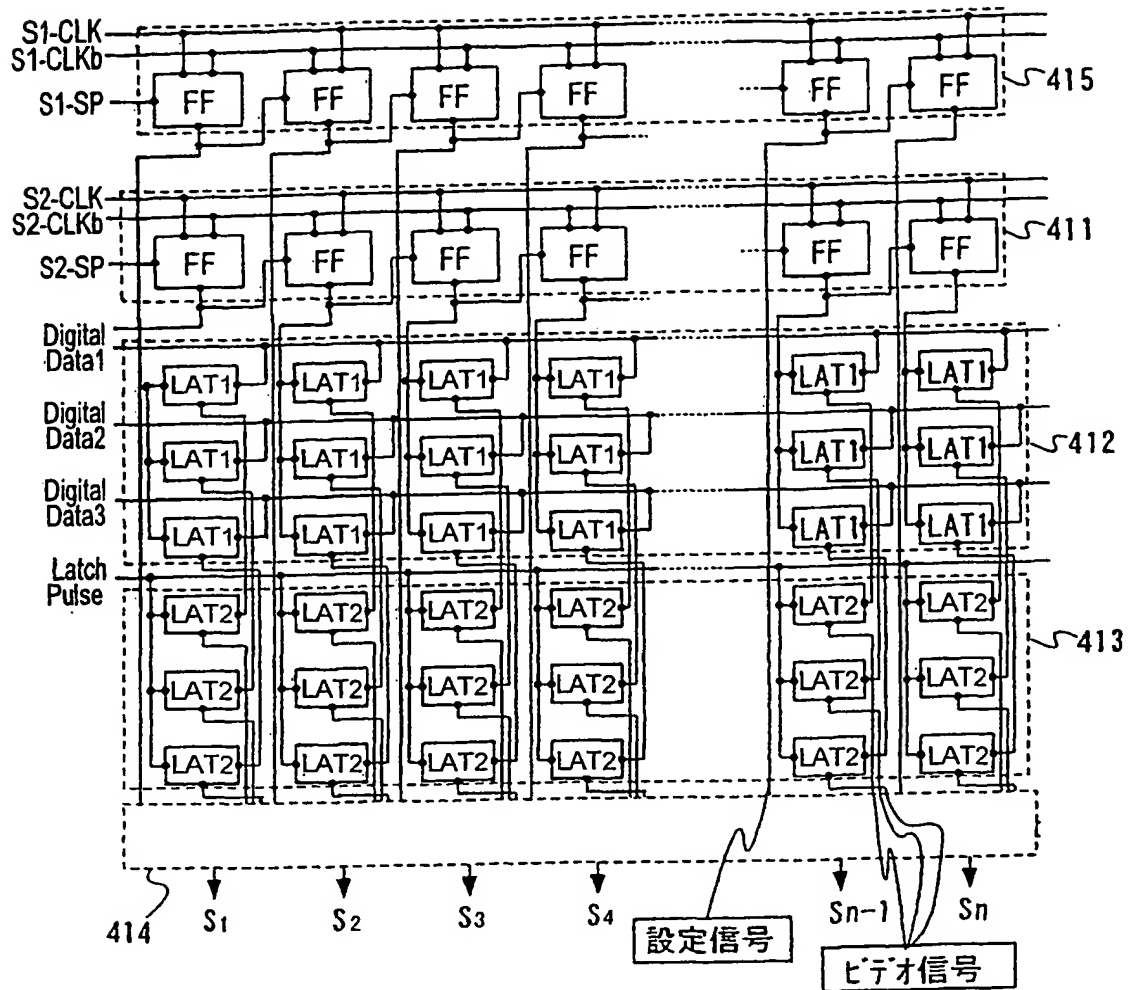 S1-CLK
S1-CLKb
S1-SP
FF FF FF FF FF FF
415
S2-CLK
S2-CLKb
S2-SP
FF FF FF FF FF FF
411
Digital
Data1
LAT1 LAT1 LAT1 LAT1 LAT1 LAT1
Digital
Data2
LAT1 LAT1 LAT1 LAT1 LAT1 LAT1
412
Digital
Data3
LAT1 LAT1 LAT1 LAT1 LAT1 LAT1
Latch
Pulse
LAT2 LAT2 LAT2 LAT2 LAT2 LAT2
413
LAT2 LAT2 LAT2 LAT2 LAT2 LAT2
LAT2 LAT2 LAT2 LAT2 LAT2 LAT2
414
S1 S2 S3 S4 Sn-1 Sn
設定信号
ビデオ信号